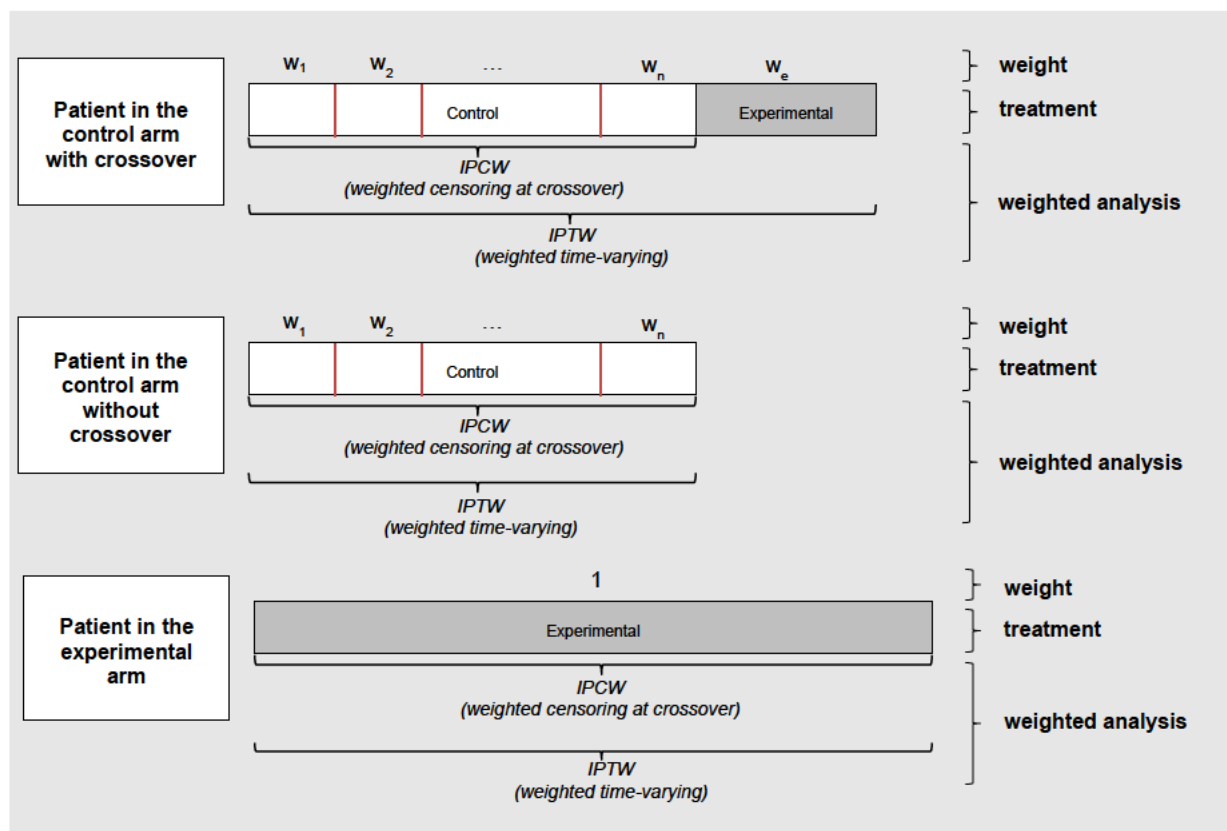 Patient in the
control arm
with crossover
w1 w2 ... wn we
weight
Control
Experimental
treatment
IPCW
(weighted censoring at crossover)
IPTW
(weighted time-varying)
weighted analysis
Patient in the
control arm
without
crossover
w1 w2 ... wn
weight
Control
treatment
IPCW
(weighted censoring at crossover)
IPTW
(weighted time-varying)
weighted analysis
Patient in the
experimental
arm
1
weight
Experimental
treatment
IPCW
(weighted censoring at crossover)
IPTW
(weighted time-varying)
weighted analysis